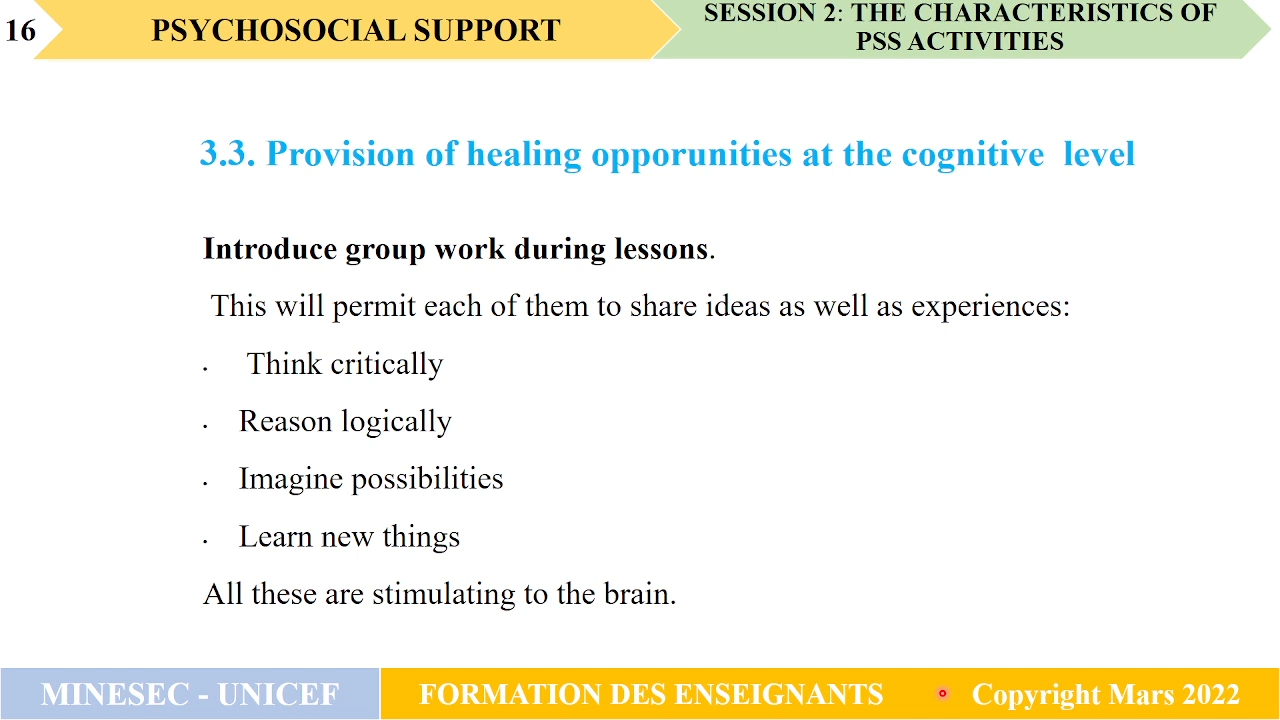 16
PSYCHOSOCIAL SUPPORT
SESSION 2: THE CHARACTERISTICS OF
PSS ACTIVITIES
3.3. Provision of healing opporunities at the cognitive level
Introduce group work during lessons.
This will permit each of them to share ideas as well as experiences:
· Think critically
· Reason logically
· Imagine possibilities
· Learn new things
All these are stimulating to the brain.
MINESEC - UNICEF
FORMATION DES ENSEIGNANTS
Copyright Mars 2022